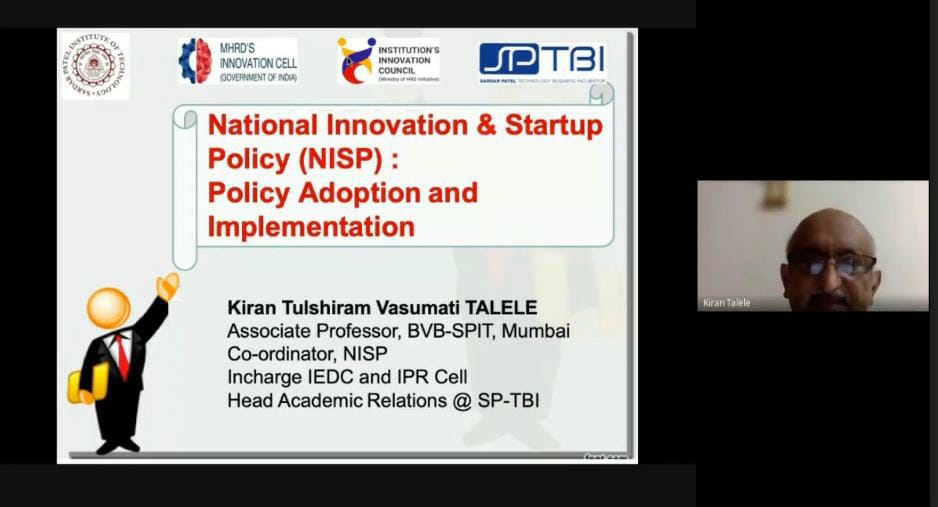 SARDAR PATEL INSTITUTE OF TECHNOLOGY
MHRD'S
INNOVATION CELL
(GOVERNMENT OF INDIA)
INSTITUTION'S
INNOVATION
COUNCIL
(Ministry of HRD Initiative)
SPTBI
SARDAR PATEL TECHNOLOGY BUSINESS INCUBATOR
National Innovation & Startup
Policy (NISP) :
Policy Adoption and
Implementation
Kiran Tulshiram Vasumati TALELE
Associate Professor, BVB-SPIT, Mumbai
Co-ordinator, NISP
Incharge IEDC and IPR Cell
Head Academic Relations @ SP-TBI
Kiran Talele